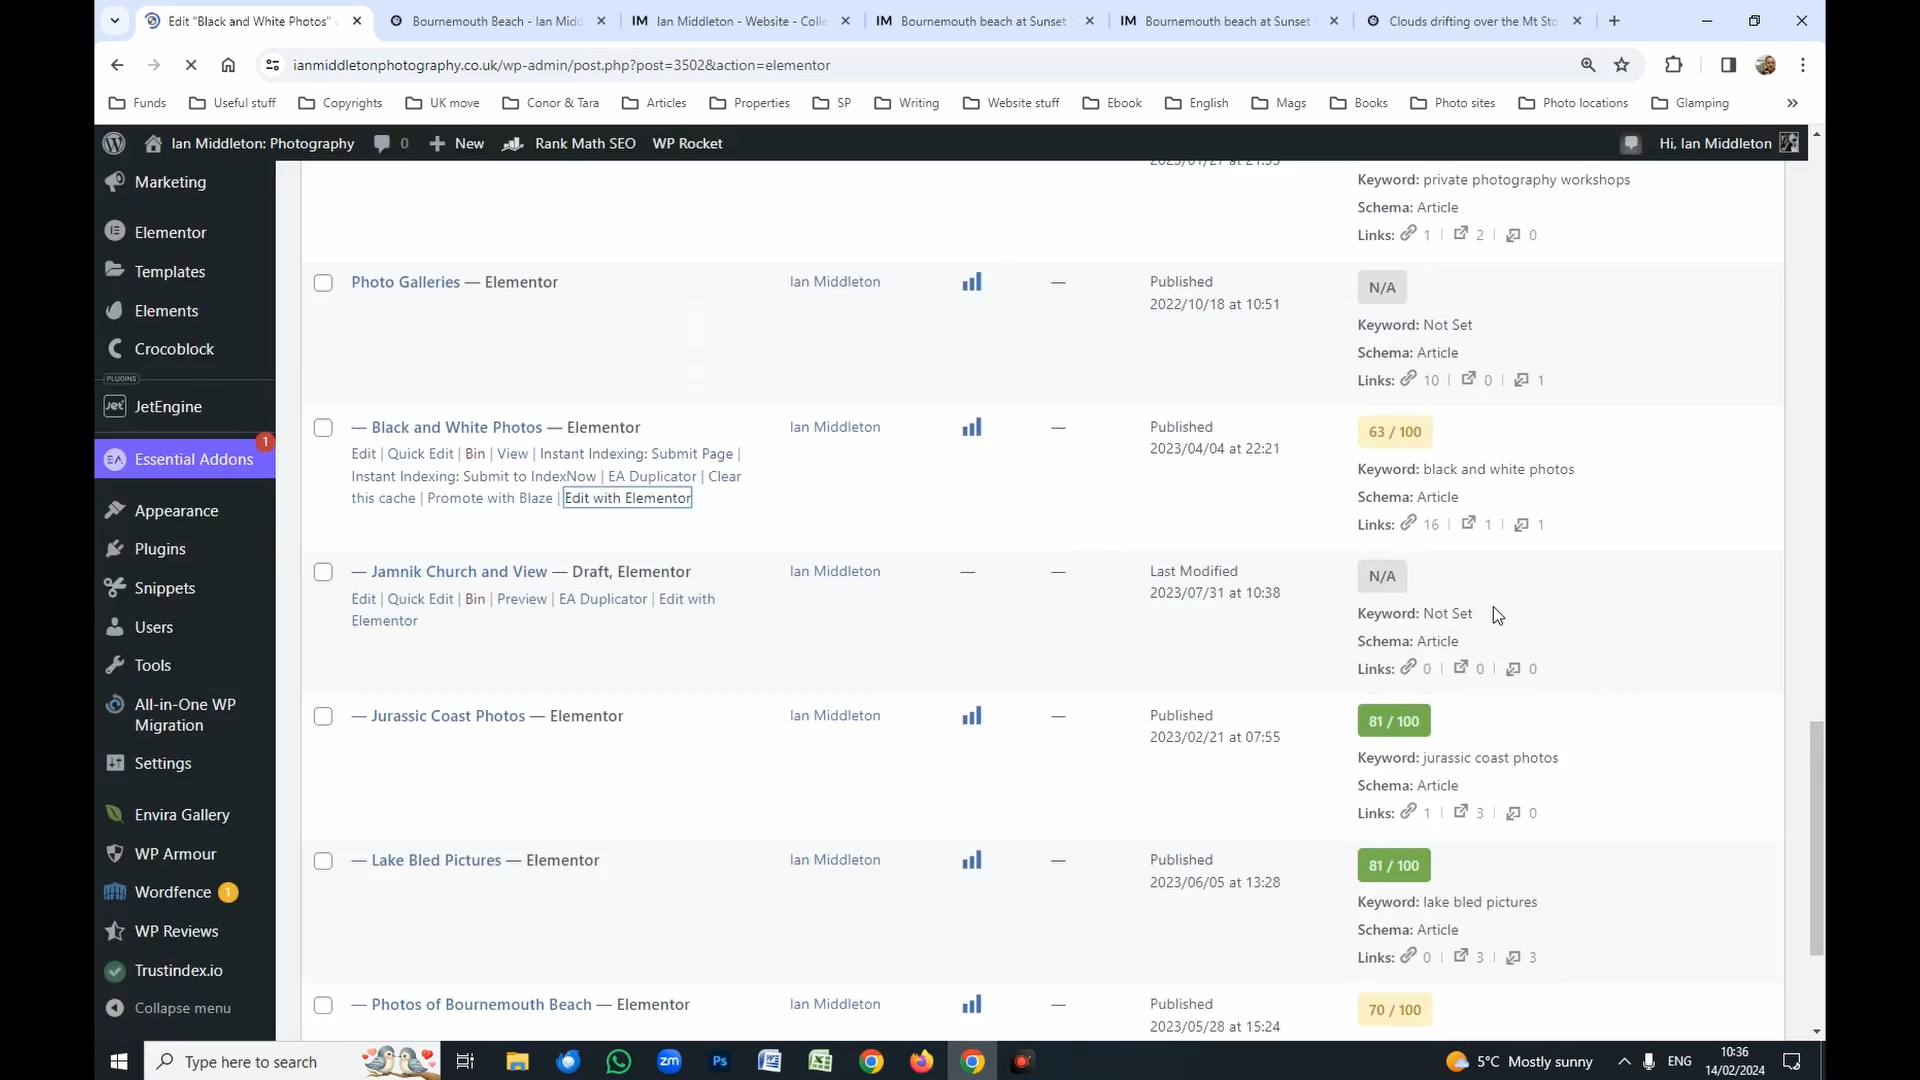 Edit "Black and White Photos"
Bournemouth Beach - Ian Midd
IM Ian Middleton - Website - Colle
IM Bournemouth beach at Sunset
IM Bournemouth beach at Sunset
Clouds drifting over the Mt Sto
ianmiddletonphotography.co.uk/wp-admin/post.php?post=3502&action=elementor
Funds Useful stuff Copyrights UK move Conor & Tara Articles Properties SP Writing Website stuff Ebook English Mags Books Photo sites Photo locations Glamping »
Ian Middleton: Photography 0 New Rank Math SEO WP Rocket Hi, Ian Middleton
Marketing
Elementor
Templates
Elements
Crocoblock
PLUGINS
Jet JetEngine
EA Essential Addons 1
Appearance
Plugins
Snippets
Users
Tools
All-in-One WP
Migration
Settings
Envira Gallery
WP Armour
Wordfence 1
WP Reviews
Trustindex.io
Collapse menu
2023/01/27 at 21:55
Keyword: private photography workshops
Schema: Article
Links: 1 | 2 | 0
Photo Galleries — Elementor Ian Middleton — Published
2022/10/18 at 10:51
N/A
Keyword: Not Set
Schema: Article
Links: 10 | 0 | 1
— Black and White Photos — Elementor Ian Middleton — Published
2023/04/04 at 22:21
Edit | Quick Edit | Bin | View | Instant Indexing: Submit Page |
Instant Indexing: Submit to IndexNow | EA Duplicator | Clear
this cache | Promote with Blaze | Edit with Elementor
63 / 100
Keyword: black and white photos
Schema: Article
Links: 16 | 1 | 1
— Jamnik Church and View — Draft, Elementor Ian Middleton — — Last Modified
2023/07/31 at 10:38
Edit | Quick Edit | Bin | Preview | EA Duplicator | Edit with
Elementor
N/A
Keyword: Not Set
Schema: Article
Links: 0 | 0 | 0
— Jurassic Coast Photos — Elementor Ian Middleton — Published
2023/02/21 at 07:55
81 / 100
Keyword: jurassic coast photos
Schema: Article
Links: 1 | 3 | 0
— Lake Bled Pictures — Elementor Ian Middleton — Published
2023/06/05 at 13:28
81 / 100
Keyword: lake bled pictures
Schema: Article
Links: 0 | 3 | 3
— Photos of Bournemouth Beach — Elementor Ian Middleton — Published
2023/05/28 at 15:24
70 / 100
Type here to search
zm
Ps
5°C Mostly sunny
ENG
10:36
14/02/2024